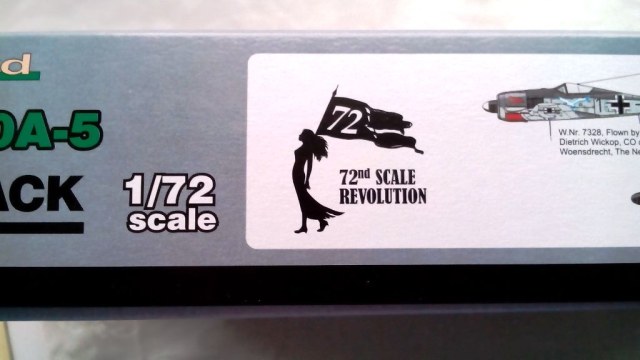 d
0A-5
ACK
1/72
scale
72
72nd SCALE
REVOLUTION
W.Nr. 7328, Flown by
Dietrich Wickop, CO
Woensdrecht, The Ne